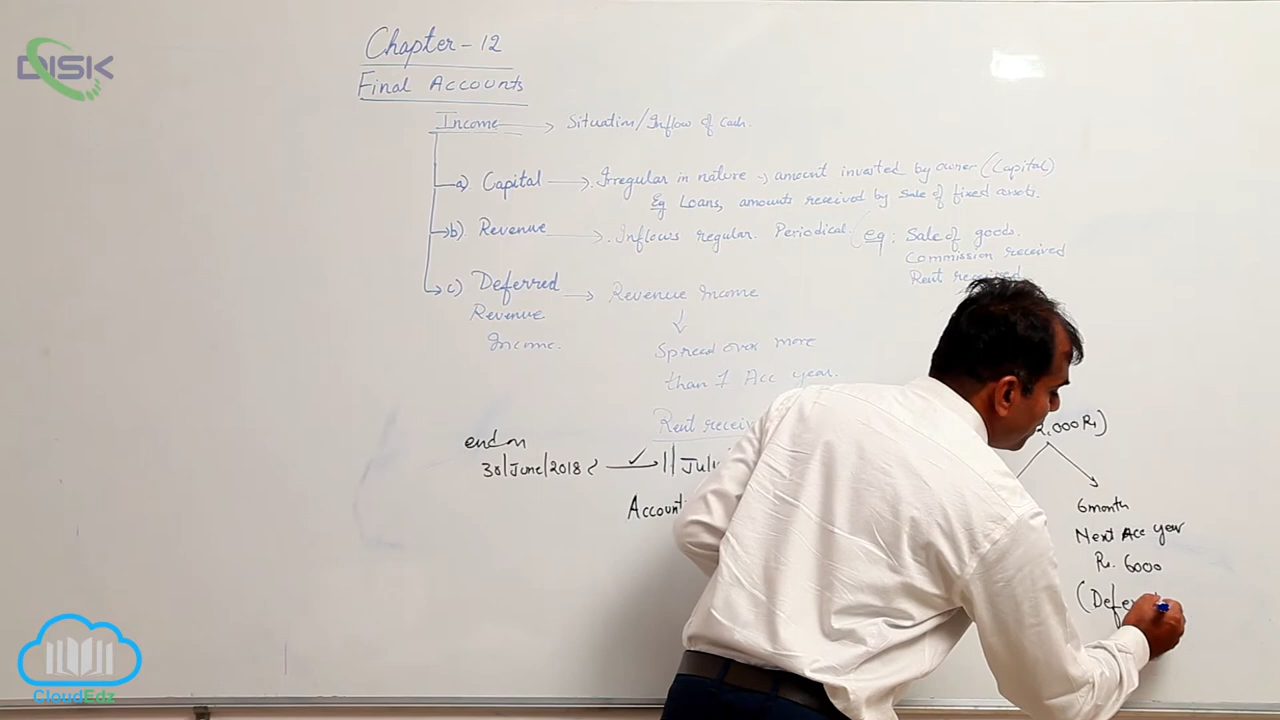 DISK
Chapter - 12
Final Accounts
Income → Situation/Inflow of cash.
a) Capital → Irregular in nature → amount invested by owner (Capital)
Eg Loans, amounts received by sale of fixed assets.
b) Revenue → Inflows regular. Periodical. (eg: Sale of goods.
Commission received
Rent received
c) Deferred → Revenue Income
Revenue
Income.
Spread over more
than 1 Acc year.
Rent receiv
end on
30/June/2018
Account
2,000 Rs)
6 month
Next Acc year
Rs. 6000
(Defer
CloudEdz